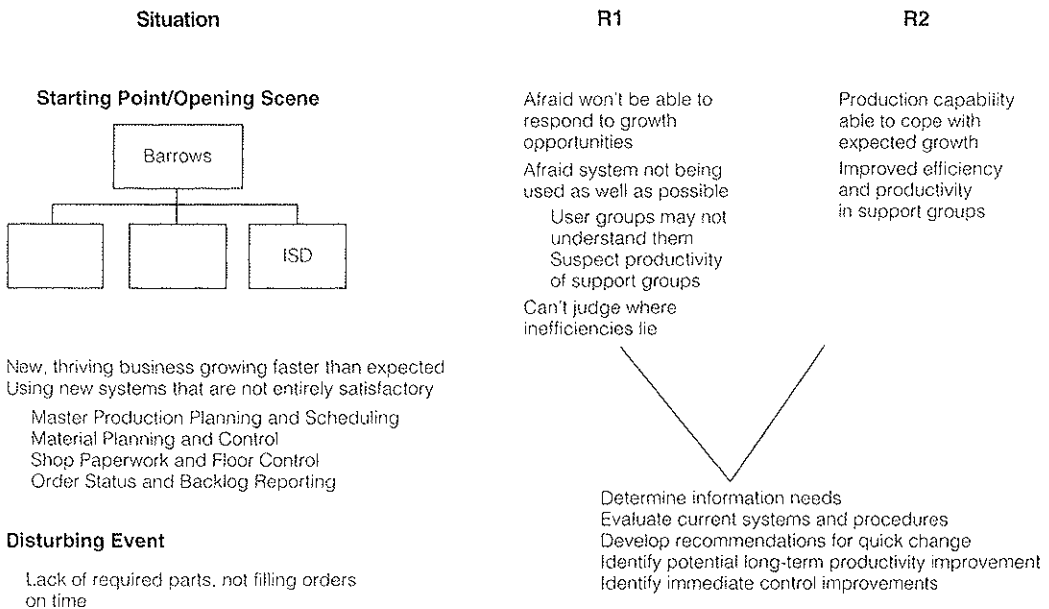 Situation
R1
R2
Starting Point/Opening Scene
Barrows
ISD
New, thriving business growing faster than expected
Using new systems that are not entirely satisfactory
Master Production Planning and Scheduling
Material Planning and Control
Shop Paperwork and Floor Control
Order Status and Backlog Reporting
Disturbing Event
Lack of required parts, not filling orders
on time
Afraid won't be able to
respond to growth
opportunities
Afraid system not being
used as well as possible
User groups may not
understand them
Suspect productivity
of support groups
Can't judge where
inefficiencies lie
Production capability
able to cope with
expected growth
Improved efficiency
and productivity
in support groups
Determine information needs
Evaluate current systems and procedures
Develop recommendations for quick change
Identify potential long-term productivity improvement
Identify immediate control improvements